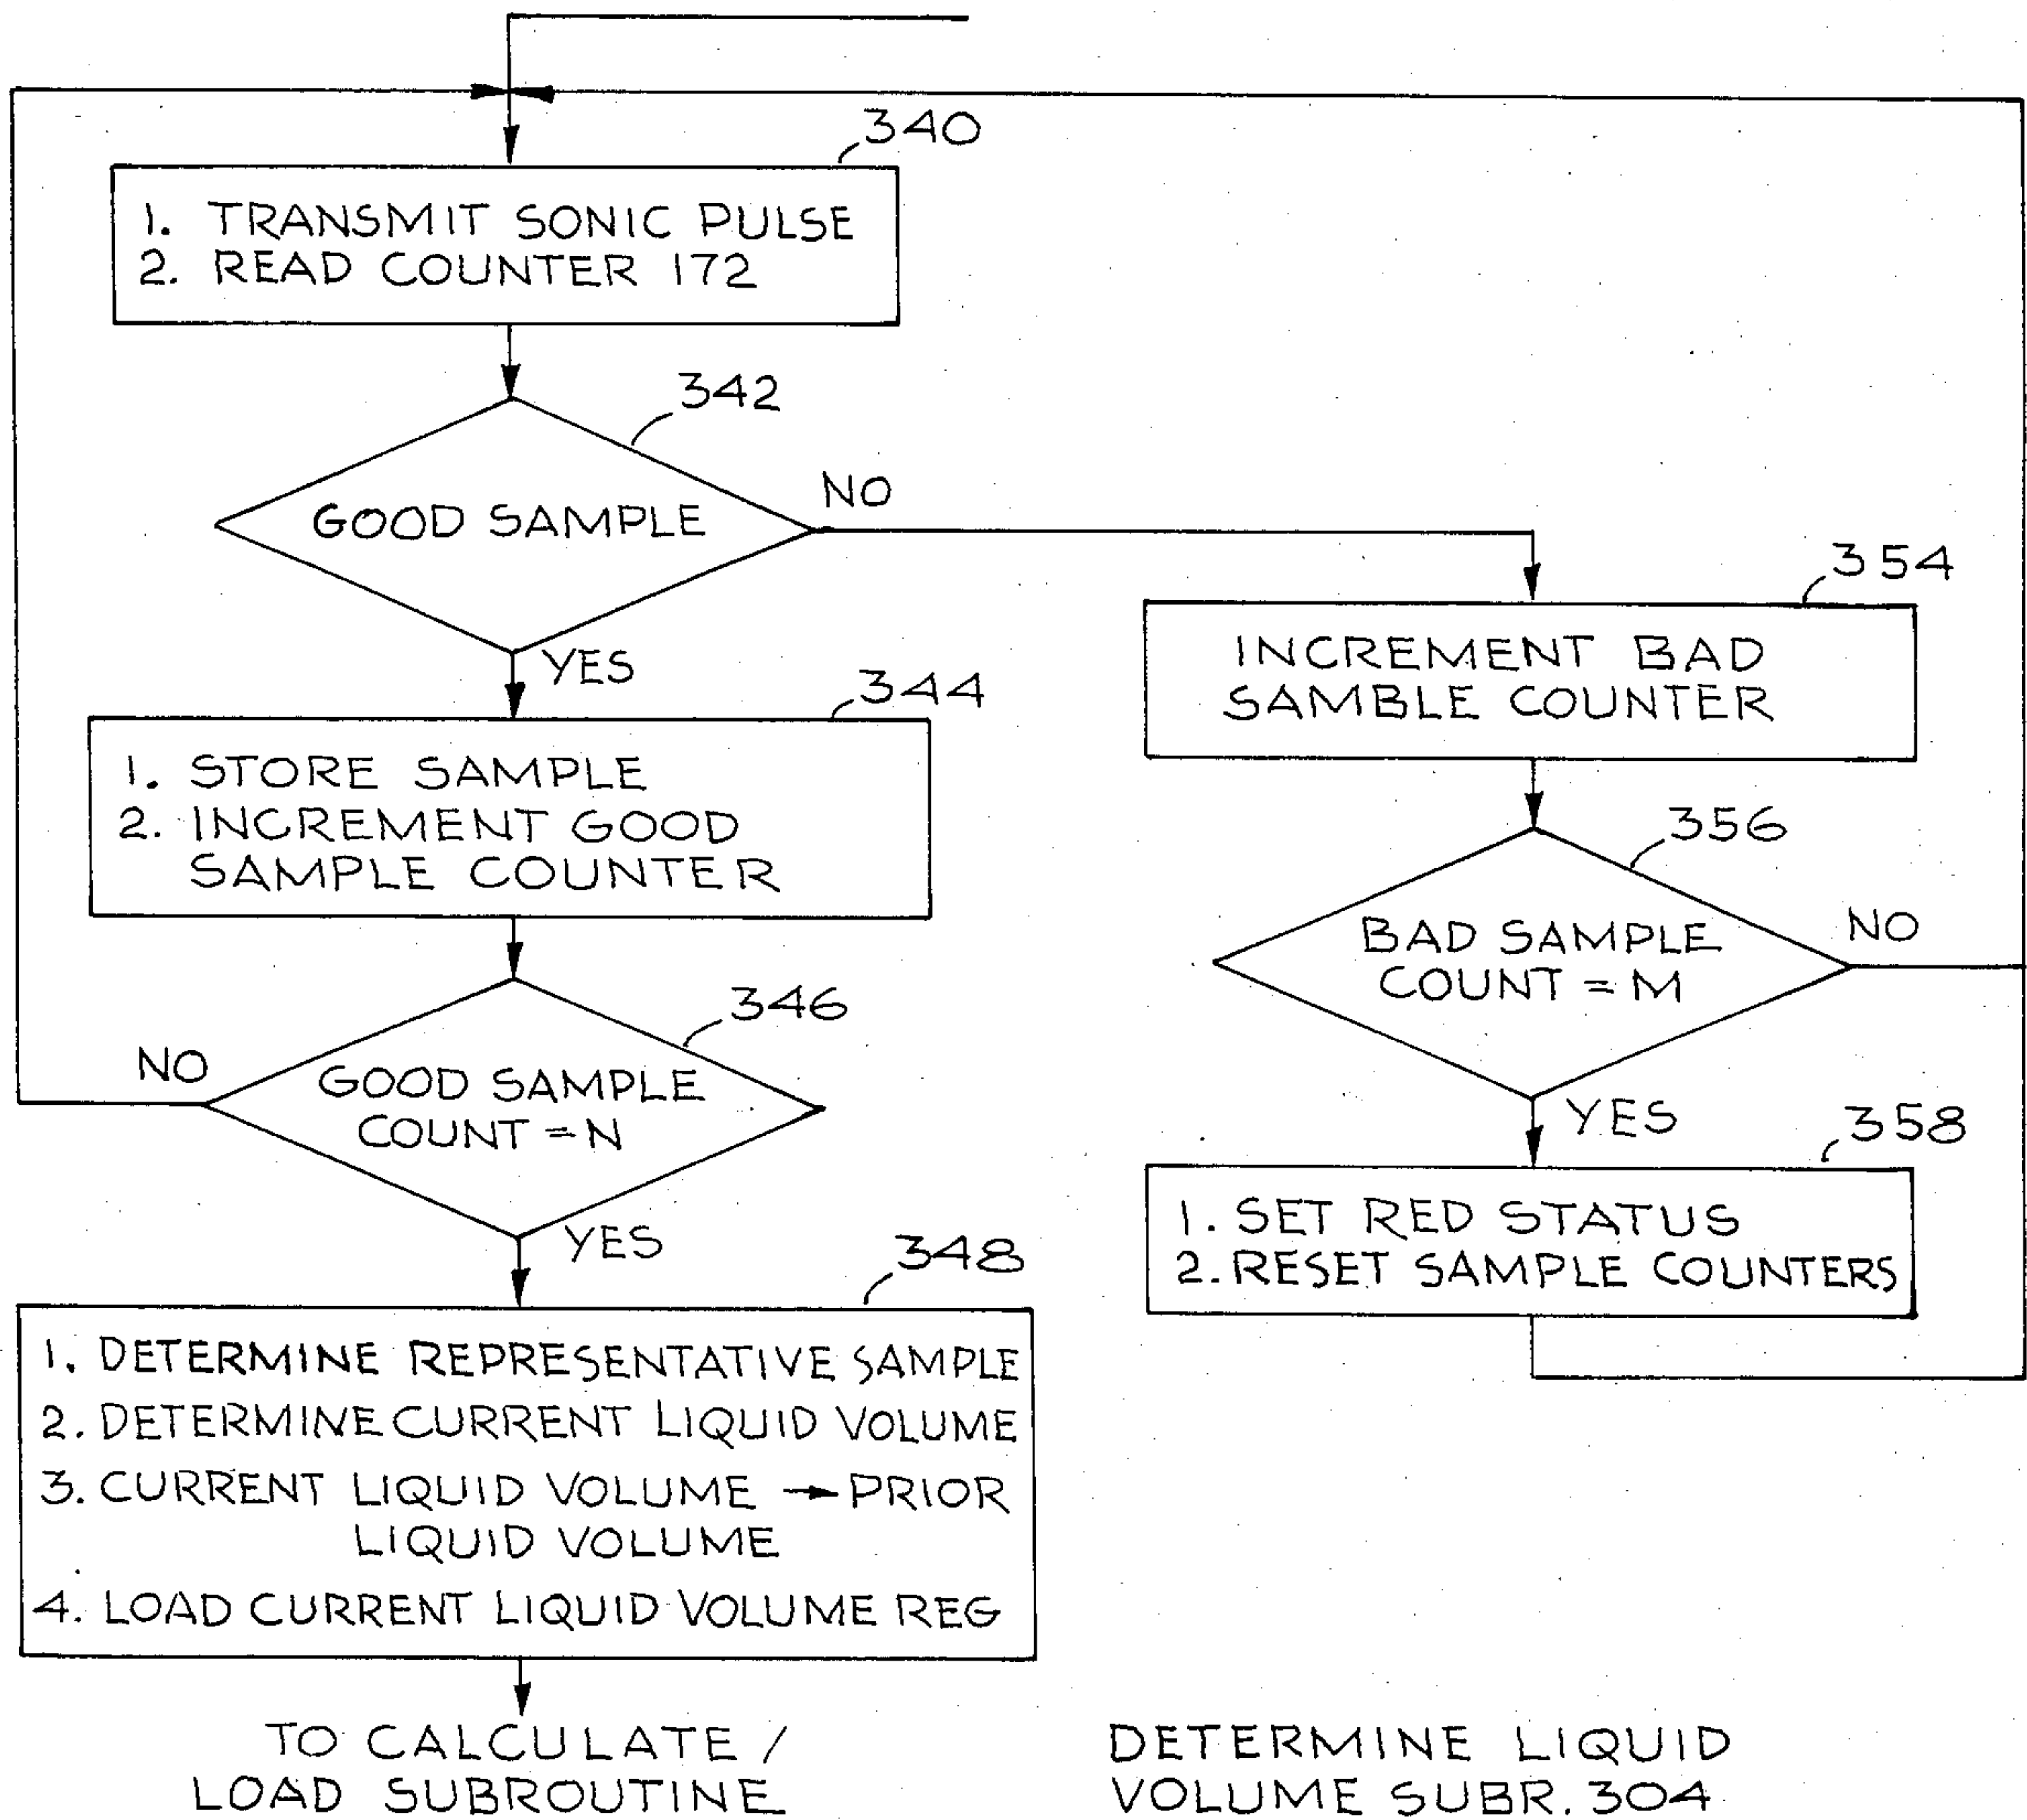 340
1. TRANSMIT SONIC PULSE
2. READ COUNTER 172
342
GOOD SAMPLE
NO
YES
344
1. STORE SAMPLE
2. INCREMENT GOOD
SAMPLE COUNTER
346
NO
GOOD SAMPLE
COUNT = N
YES
348
1. DETERMINE REPRESENTATIVE SAMPLE
2. DETERMINE CURRENT LIQUID VOLUME
3. CURRENT LIQUID VOLUME → PRIOR
LIQUID VOLUME
4. LOAD CURRENT LIQUID VOLUME REG
TO CALCULATE /
LOAD SUBROUTINE
354
INCREMENT BAD
SAMBLE COUNTER
356
BAD SAMPLE
COUNT = M
NO
YES
358
1. SET RED STATUS
2. RESET SAMPLE COUNTERS
DETERMINE LIQUID
VOLUME SUBR. 304